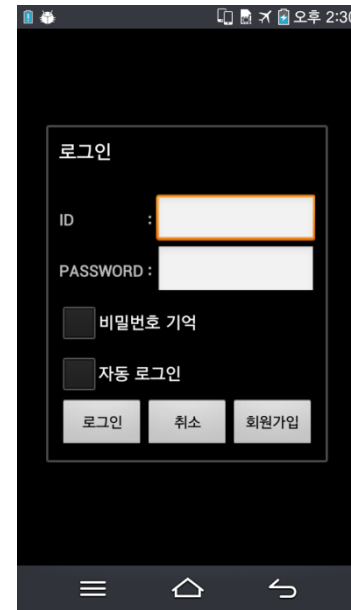 오후 2:30
로그인
ID :
PASSWORD :
비밀번호 기억
자동 로그인
로그인 취소 회원가입